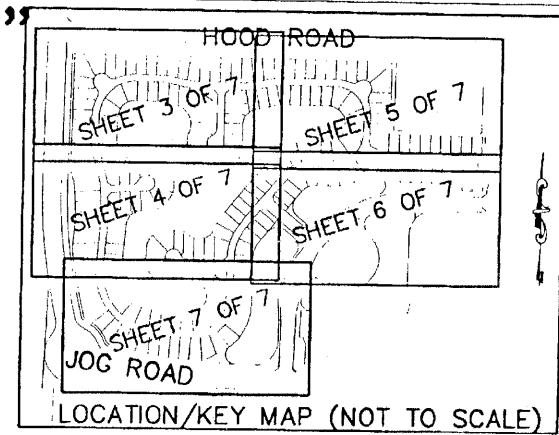 ”
HOOD ROAD
SHEET 3 OF 7
SHEET 5 OF 7
SHEET 4 OF 7
SHEET 6 OF 7
SHEET 7 OF 7
JOG ROAD
LOCATION/KEY MAP (NOT TO SCALE)